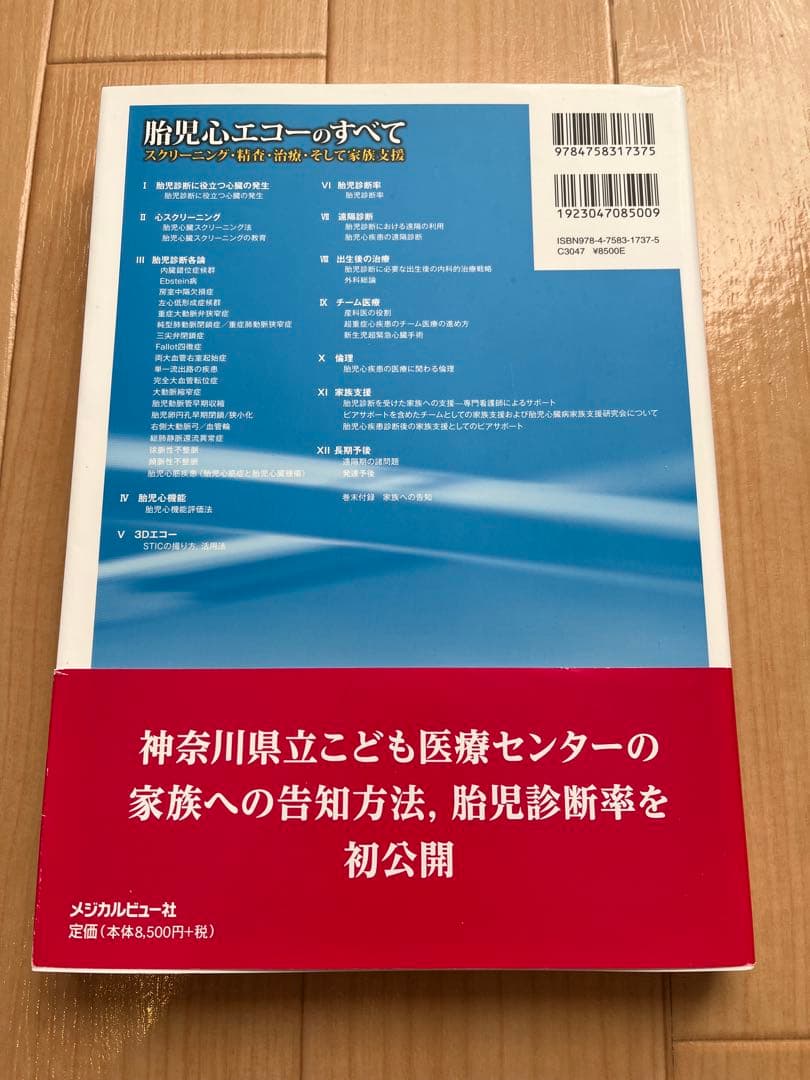 胎児心エコーのすべて
スクリーニング・精査・治療・そして家族支援
9784758317375
1923047085009
ISBN978-4-7583-1737-5
C3047 ¥8500E
I 胎児診断に役立つ心臓の発生
胎児診断に役立つ心臓の発生
II 心スクリーニング
胎児心臓スクリーニング法
胎児心臓スクリーニングの教育
III 胎児診断各論
内臓錯位症候群
Ebstein病
房室中隔欠損症
左心低形成症候群
重症大動脈弁狭窄症
純型肺動脈閉鎖症／重症肺動脈狭窄症
三尖弁閉鎖症
Fallot四徴症
両大血管右室起始症
単一流出路の疾患
完全大血管転位症
大動脈縮窄症
胎児動脈管早期収縮
胎児卵円孔早期閉鎖/狭小化
右側大動脈弓／血管輪
総肺静脈還流異常症
徐脈性不整脈
頻脈性不整脈
胎児心筋疾患（胎児心筋症と胎児心臓腫瘍）
IV 胎児心機能
胎児心機能評価法
V 3Dエコー
STICの撮り方, 活用法
VI 胎児診断率
胎児診断率
VII 遠隔診断
胎児診断における遠隔の利用
胎児心疾患の遠隔診断
VIII 出生後の治療
胎児診断に必要な出生後の内科的治療戦略
外科総論
IX チーム医療
産科医の役割
超重症心疾患のチーム医療の進め方
新生児超緊急心臓手術
X 倫理
胎児心疾患の医療に関わる倫理
XI 家族支援
胎児診断を受けた家族への支援―専門看護師によるサポート
ピアサポートを含めたチームとしての家族支援および胎児心臓病家族支援研究会について
胎児心疾患診断後の家族支援としてのピアサポート
XII 長期予後
遠隔期の諸問題
発達予後
巻末付録 家族への告知
神奈川県立こども医療センターの
家族への告知方法, 胎児診断率を
初公開
メジカルビュー社
定価（本体8,500円+税）